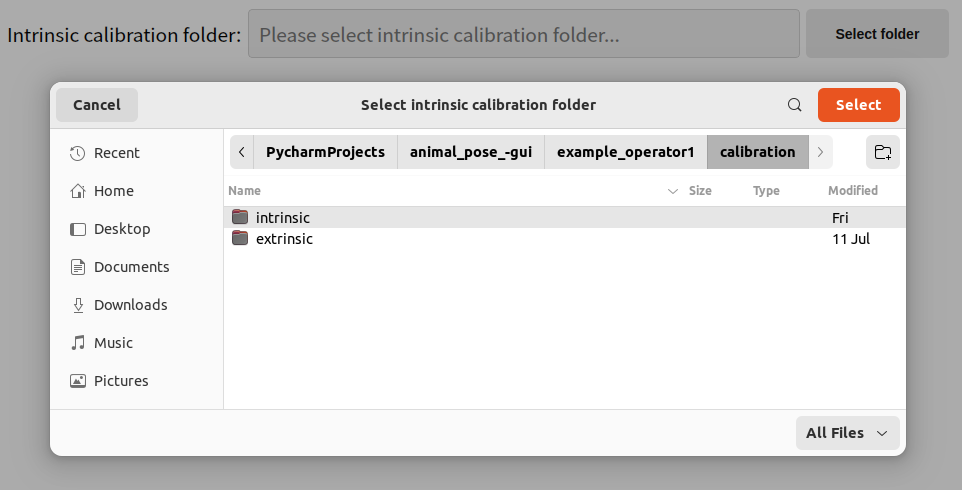 Intrinsic calibration folder: Please select intrinsic calibration folder... Select folder
Cancel Select intrinsic calibration folder Select
Recent
Home
Desktop
Documents
Downloads
Music
Pictures
PycharmProjects animal_pose_-gui example_operator1 calibration
Name Size Type Modified
intrinsic Fri
extrinsic 11 Jul
All Files